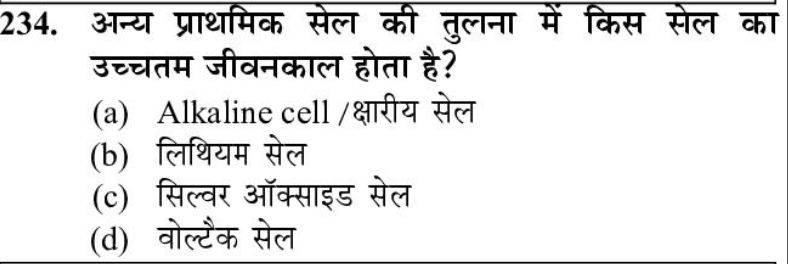 234. अन्य प्राथमिक सेल की तुलना में किस सेल का
उच्चतम जीवनकाल होता है?
(a) Alkaline cell /क्षारीय सेल
(b) लिथियम सेल
(c) सिल्वर ऑक्साइड सेल
(d) वोल्टैक सेल